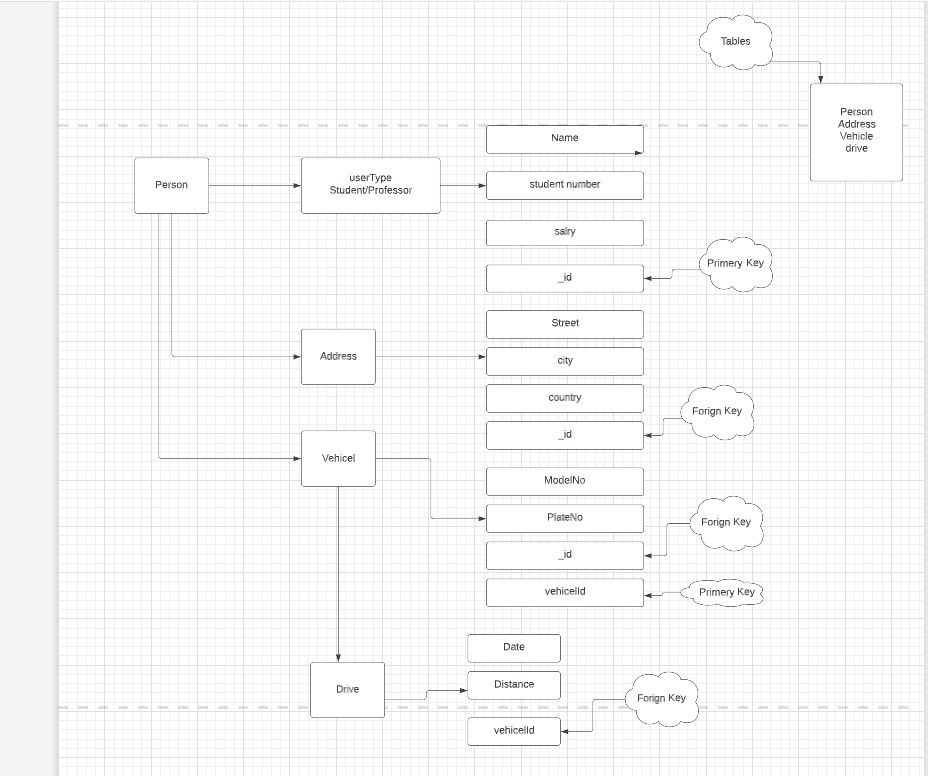 Tables
Person
Address
Vehicle
drive
Name
Person
userType
Student/Professor
student number
salry
_id
Primery Key
Street
Address
city
country
Forign Key
_id
Vehicel
ModelNo
PlateNo
Forign Key
_id
vehicelId
Primery Key
Date
Drive
Distance
Forign Key
vehicelId